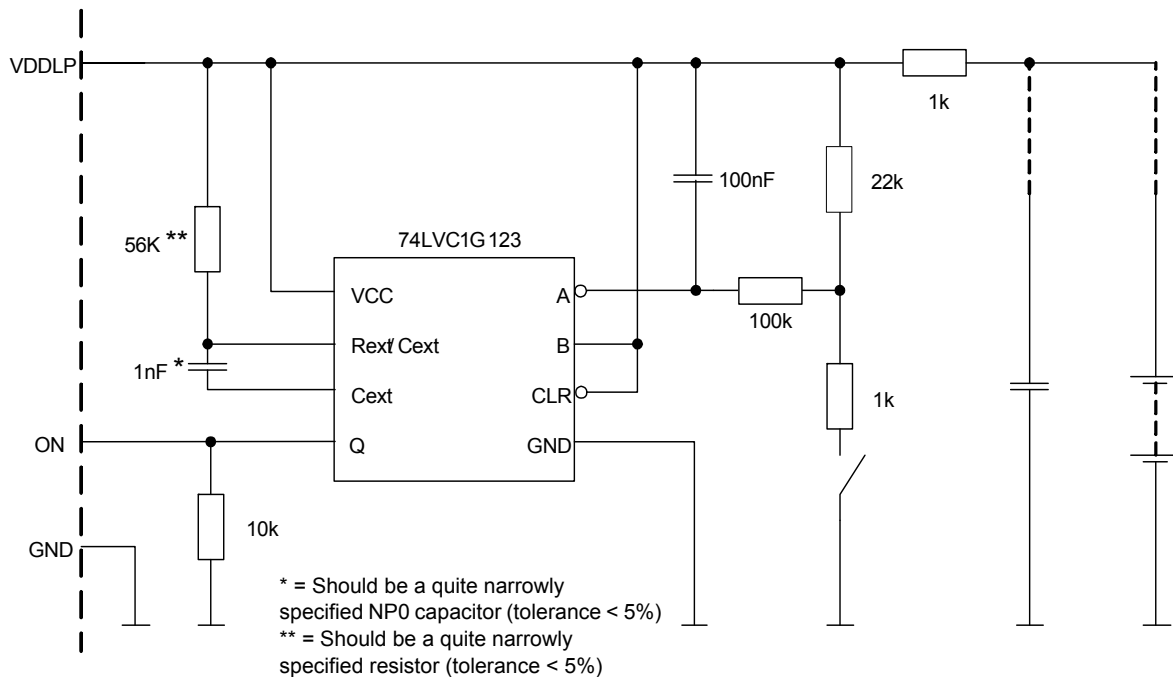 VDDLP
1k
100nF
22k
56K **
74LVC1G123
VCC
A
100k
Rext/ Cext
B
1nF *
Cext
CLR
1k
ON
Q
GND
10k
GND
* = Should be a quite narrowly
specified NP0 capacitor (tolerance < 5%)
** = Should be a quite narrowly
specified resistor (tolerance < 5%)